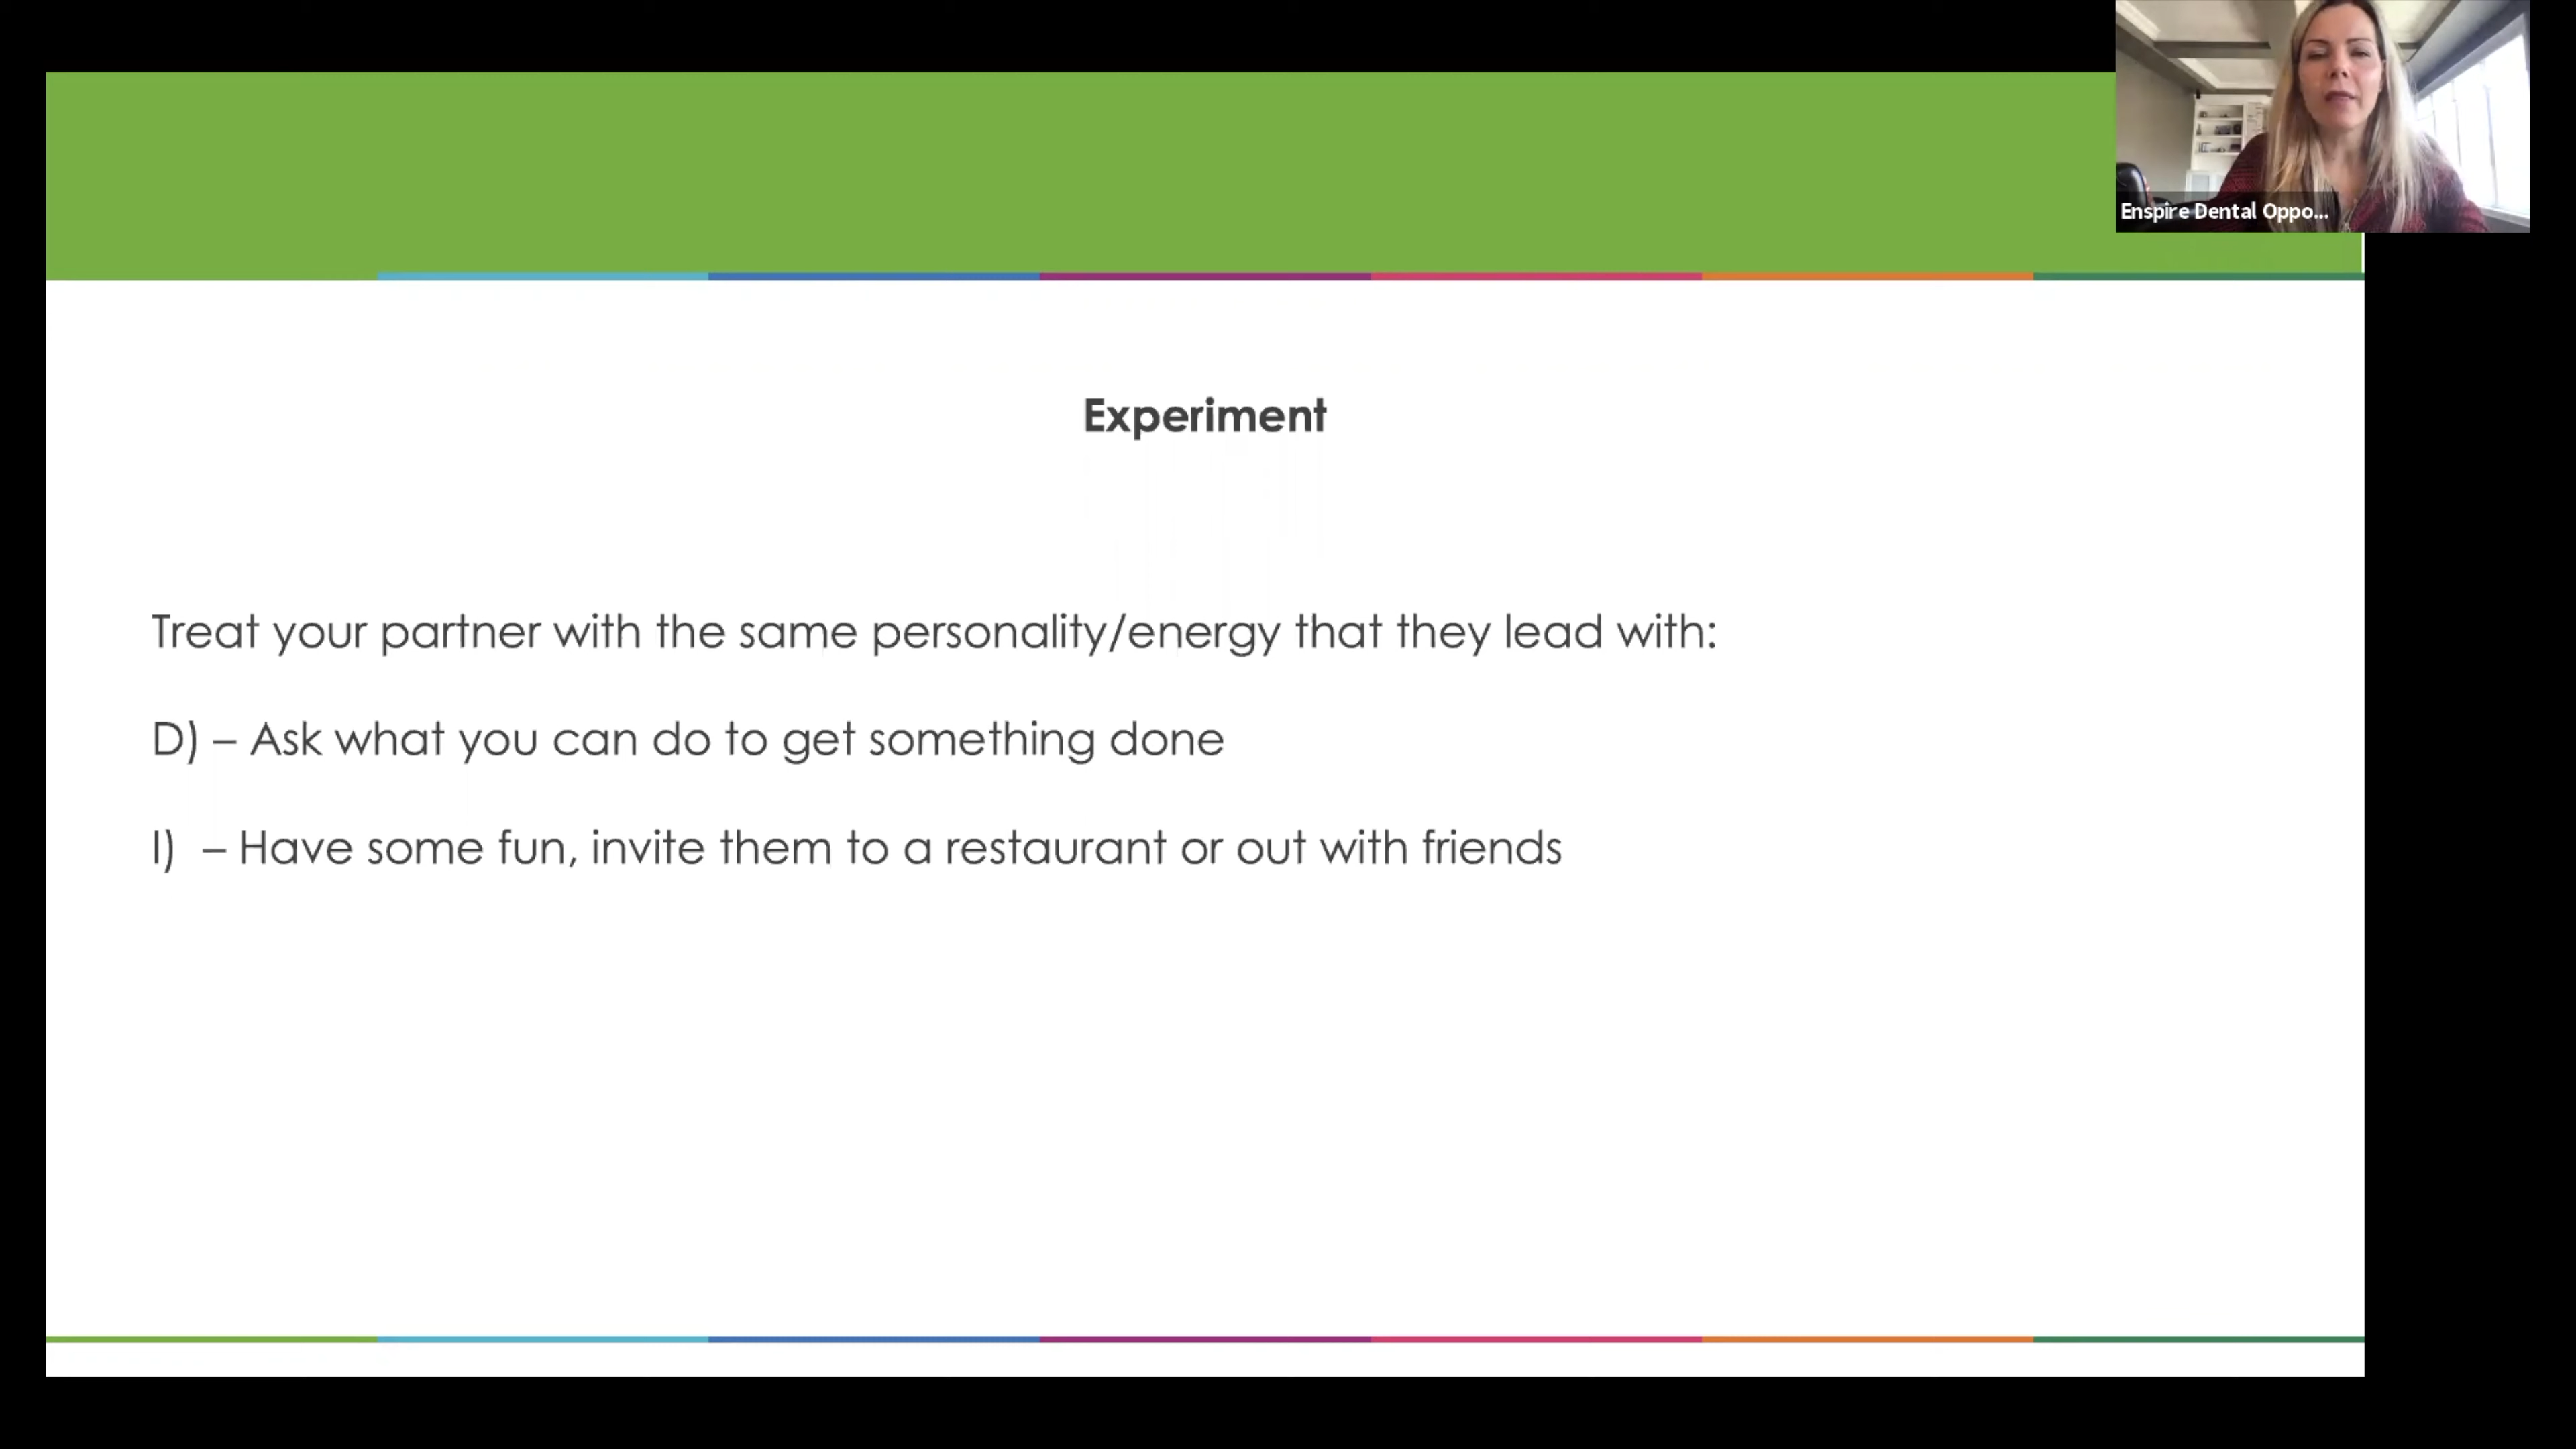 Enspire Dental Oppo...
Experiment
Treat your partner with the same personality/energy that they lead with:
D) – Ask what you can do to get something done
I) – Have some fun, invite them to a restaurant or out with friends